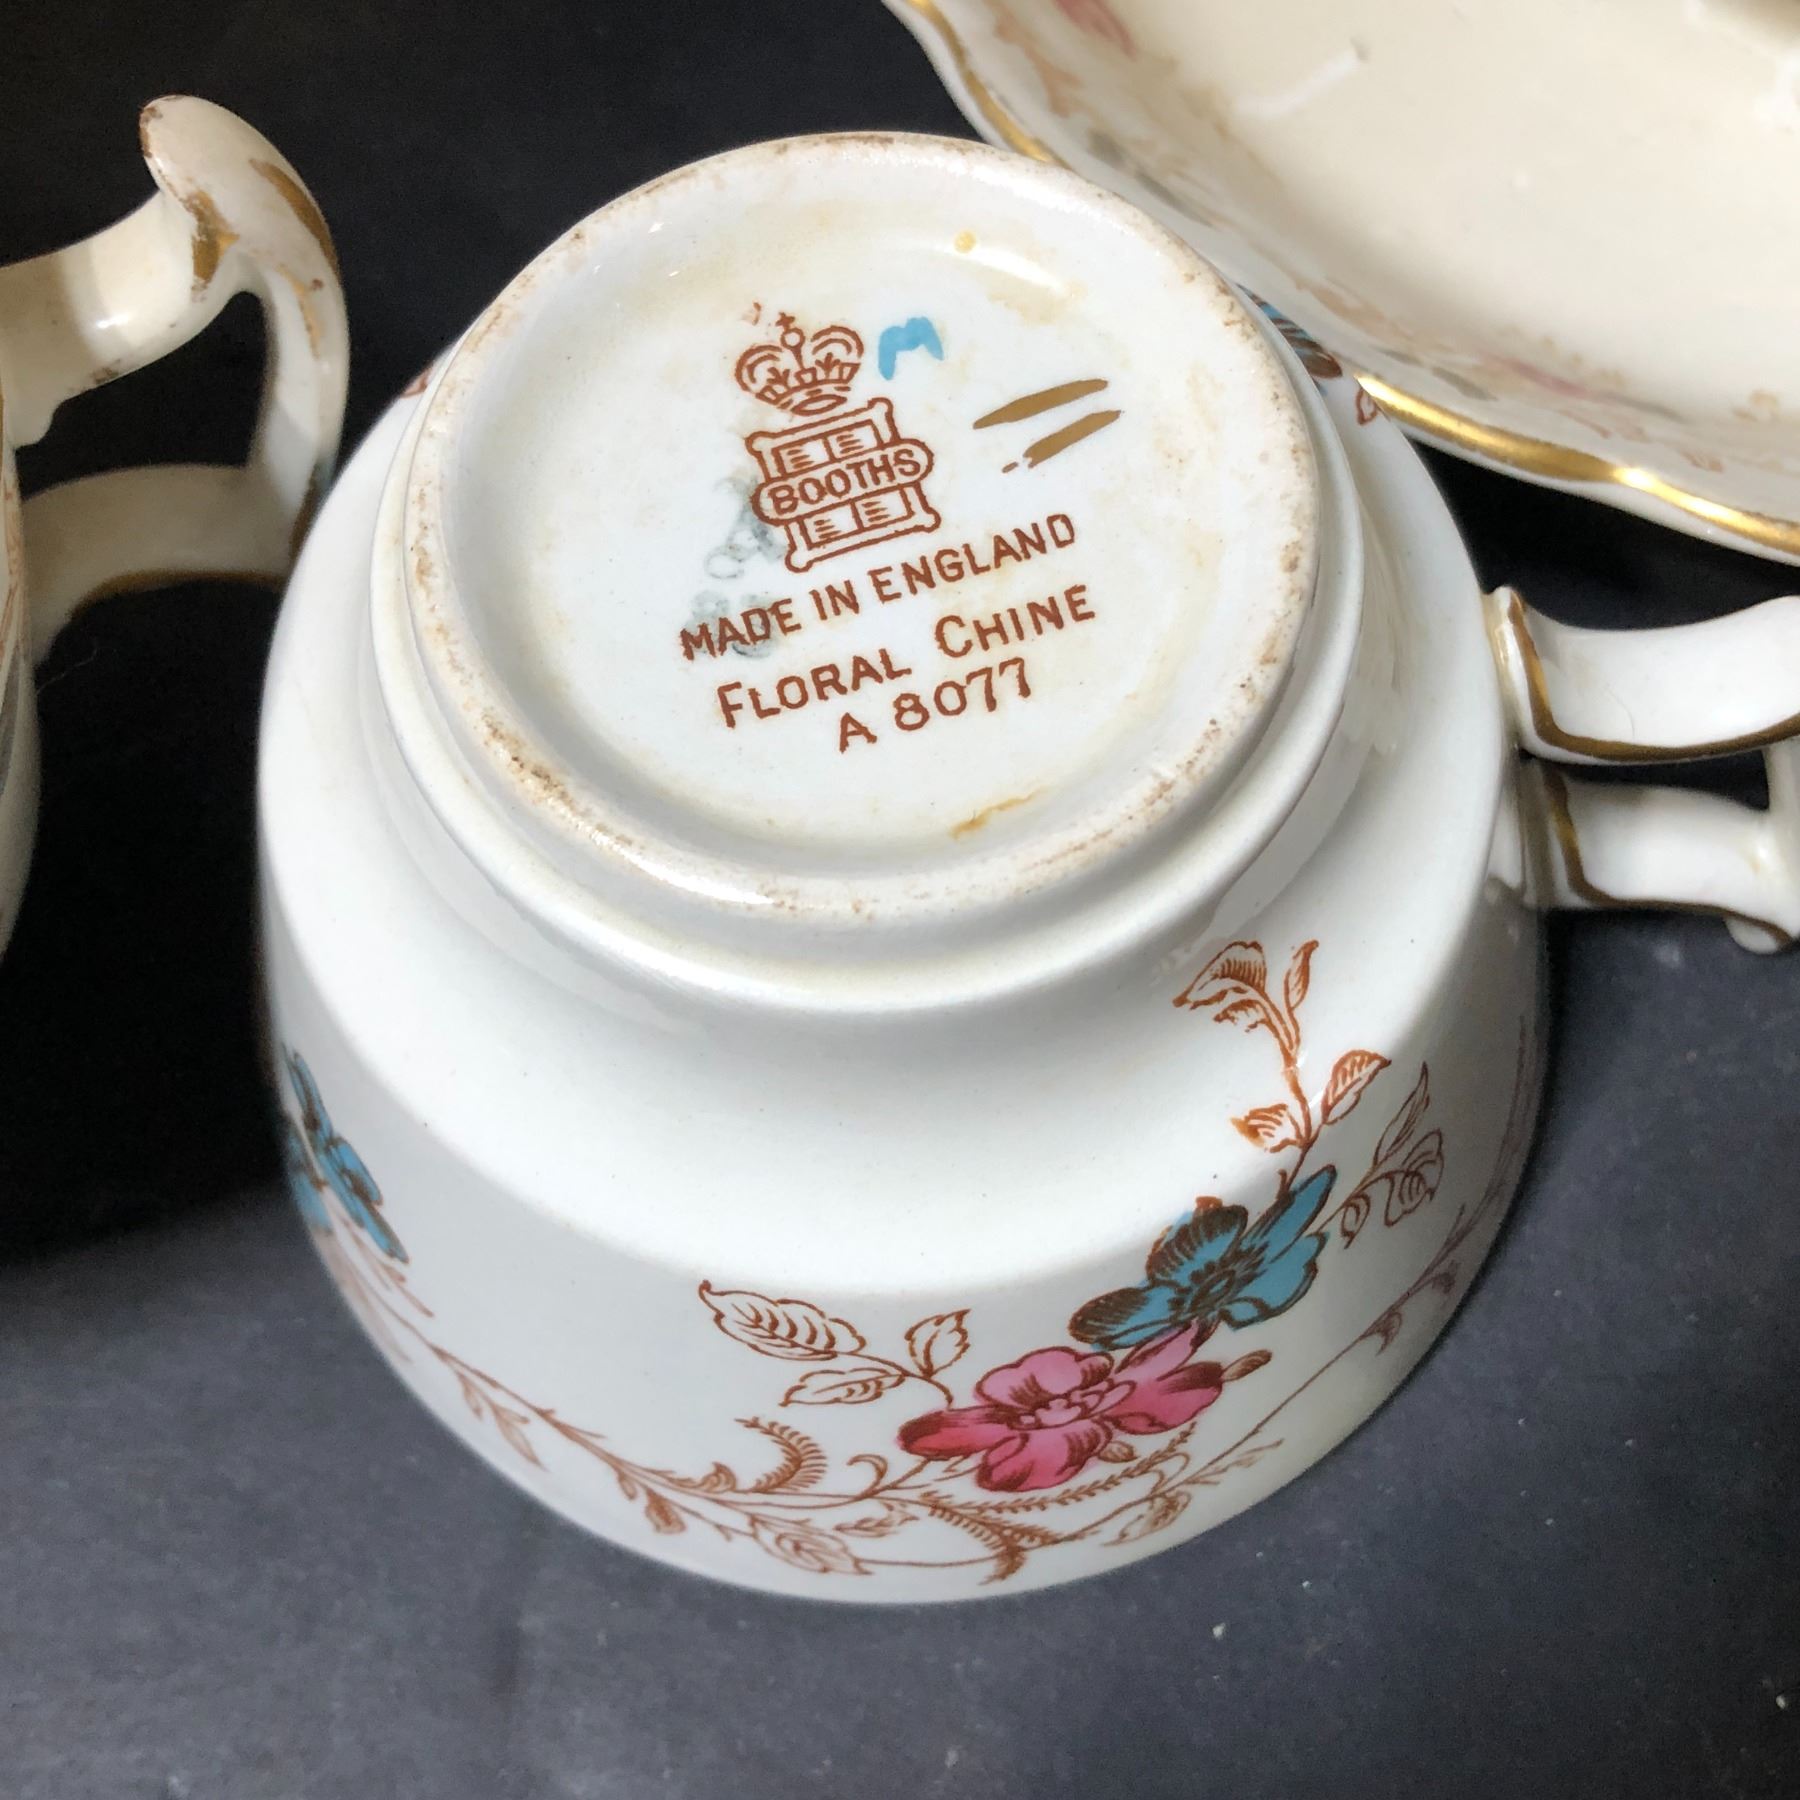 M
BOOTHS
MADE IN ENGLAND
FLORAL CHINE
A 8077